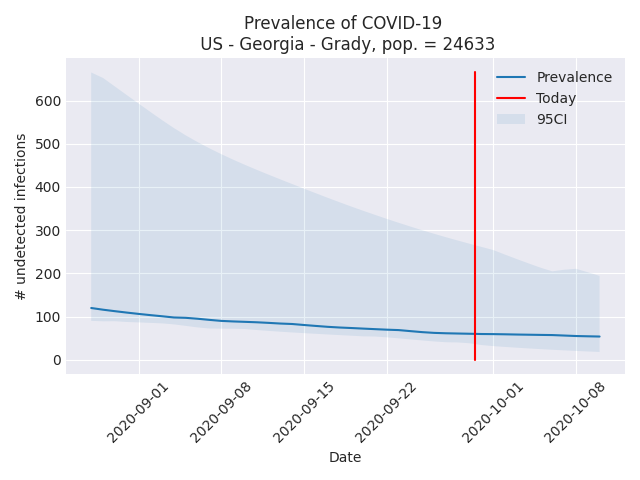 Prevalence of COVID-19
US - Georgia - Grady, pop. = 24633
Prevalence
Today
95CI
# undetected infections
600
500
400
300
200
100
0
2020-09-01
2020-09-08
2020-09-15
2020-09-22
2020-10-01
2020-10-08
Date